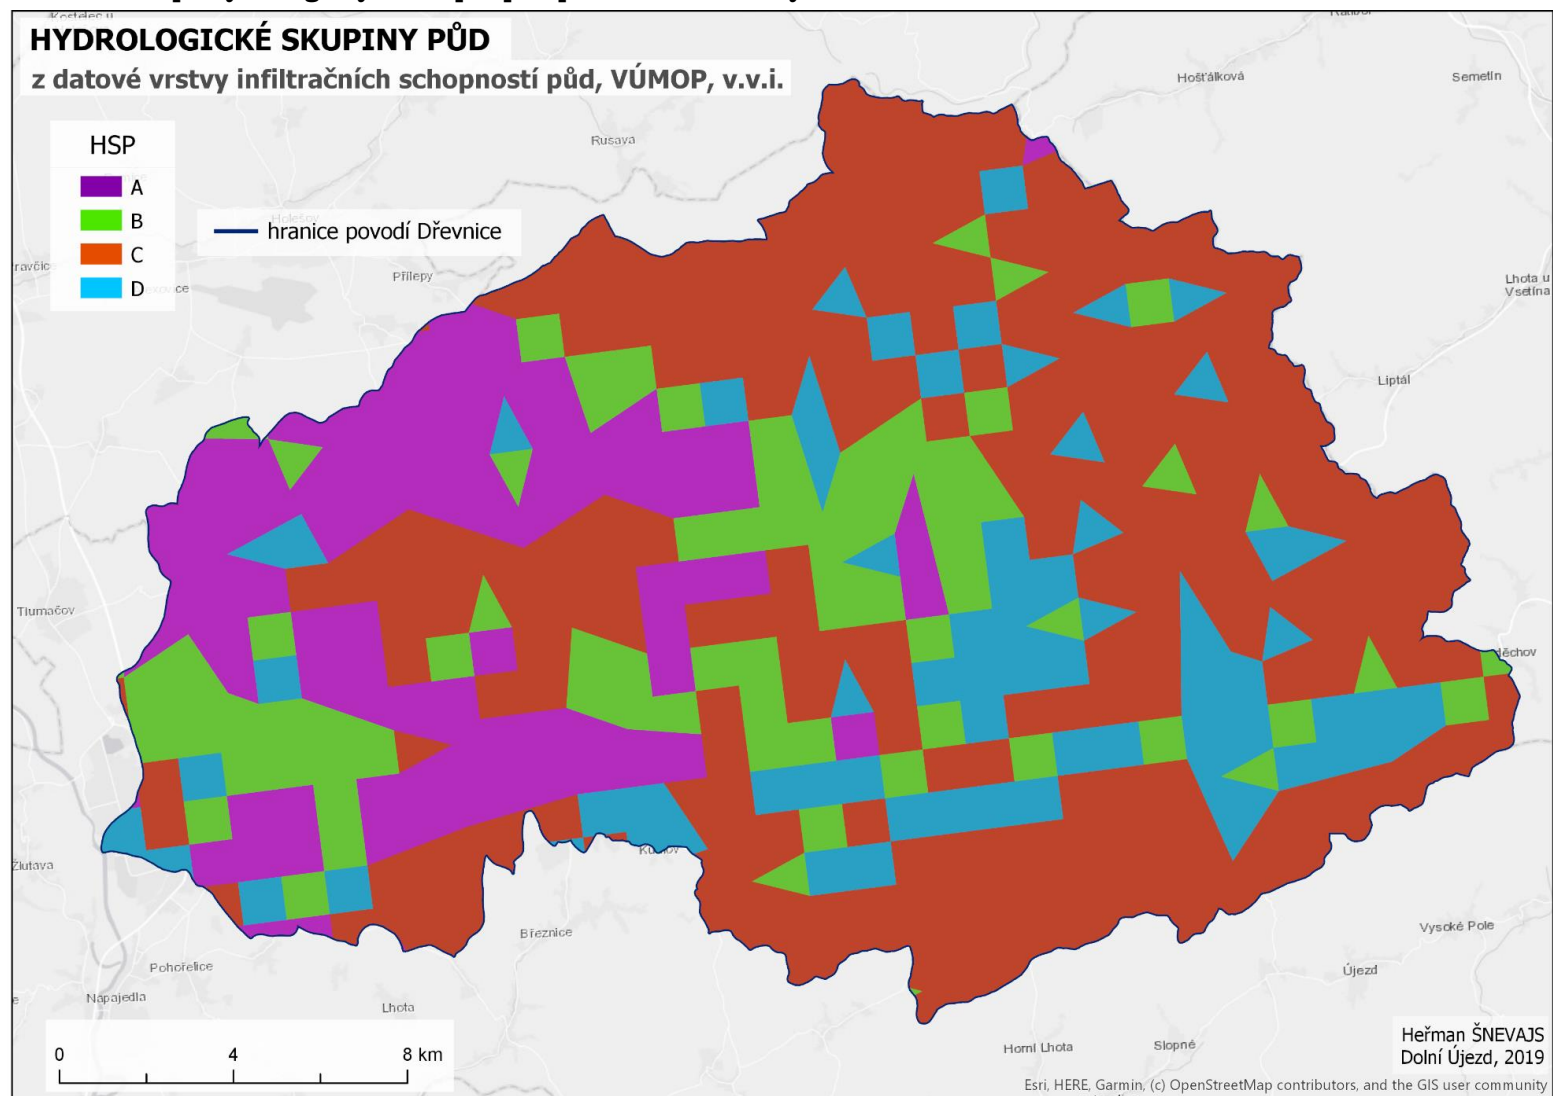 HYDROLOGICKÉ SKUPINY PŮD
z datové vrstvy infiltračních schopností půd, VÚMOP, v.v.i.
Hošťálková
Semetín
Rusava
HSP
A
B
C
D
Holešov
hranice povodí Dřevnice
Přílepy
Lhota u
Vsetína
Liptál
Tlumačov
Žlutava
Březnice
Pohořelice
Napajedla
Lhota
Vysoké Pole
Újezd
Horní Lhota
Slopné
0 4 8 km
Heřman ŠNEVAJS
Dolní Újezd, 2019
Esri, HERE, Garmin, (c) OpenStreetMap contributors, and the GIS user community